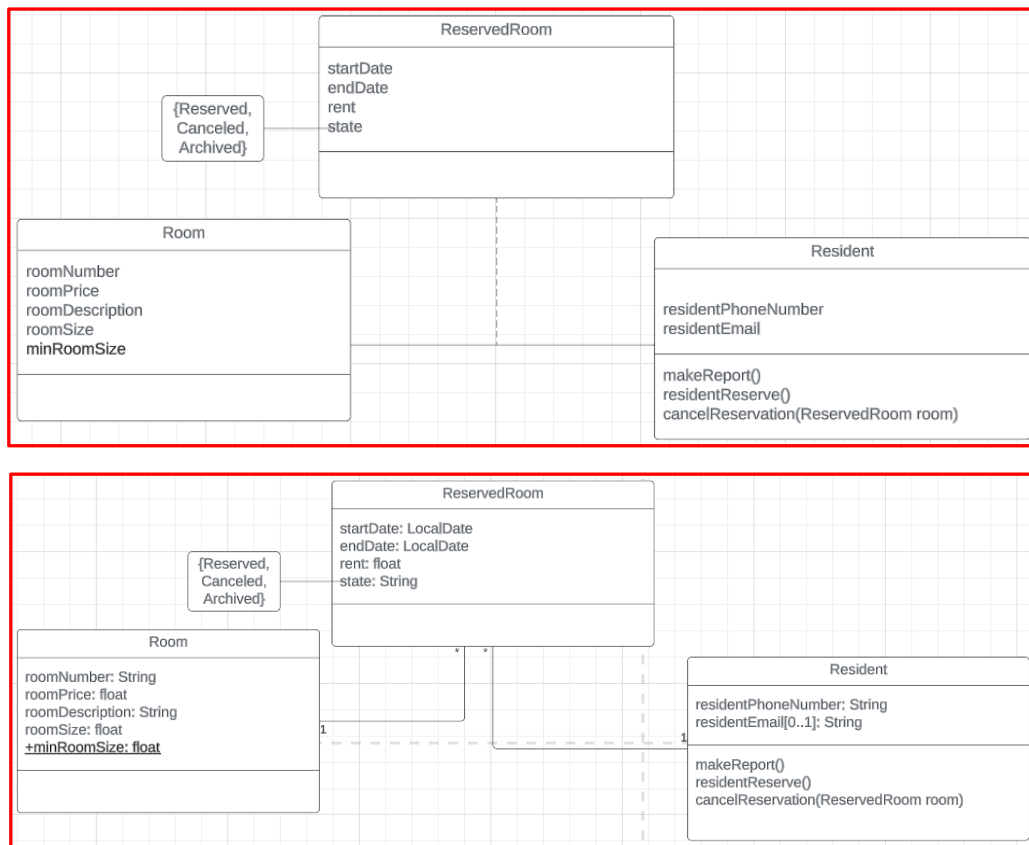 ReservedRoom
startDate
endDate
rent
state
{Reserved,
Canceled,
Archived}
Room
roomNumber
roomPrice
roomDescription
roomSize
minRoomSize
Resident
residentPhoneNumber
residentEmail
makeReport()
residentReserve()
cancelReservation(ReservedRoom room)
ReservedRoom
startDate: LocalDate
endDate: LocalDate
rent: float
state: String
{Reserved,
Canceled,
Archived}
* *
Room
roomNumber: String
roomPrice: float
roomDescription: String
roomSize: float
+minRoomSize: float
1
1
Resident
residentPhoneNumber: String
residentEmail[0..1]: String
makeReport()
residentReserve()
cancelReservation(ReservedRoom room)